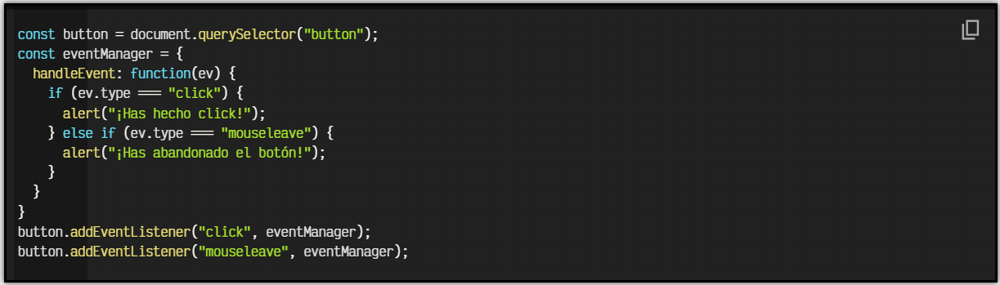 const button = document.querySelector("button");
const eventManager = {
  handleEvent: function(ev) {
    if (ev.type === "click") {
      alert("¡Has hecho click!");
    } else if (ev.type === "mouseleave") {
      alert("¡Has abandonado el botón!");
    }
  }
}
button.addEventListener("click", eventManager);
button.addEventListener("mouseleave", eventManager);